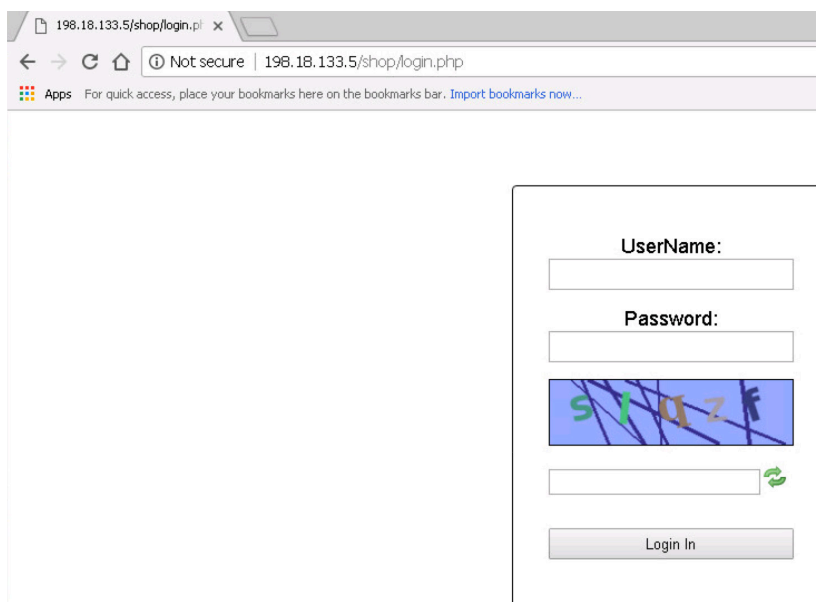 198.18.133.5/shop/login.ph
Not secure | 198.18.133.5/shop/login.php
Apps For quick access, place your bookmarks here on the bookmarks bar. Import bookmarks now...
UserName:
Password:
s l q z f
Login In